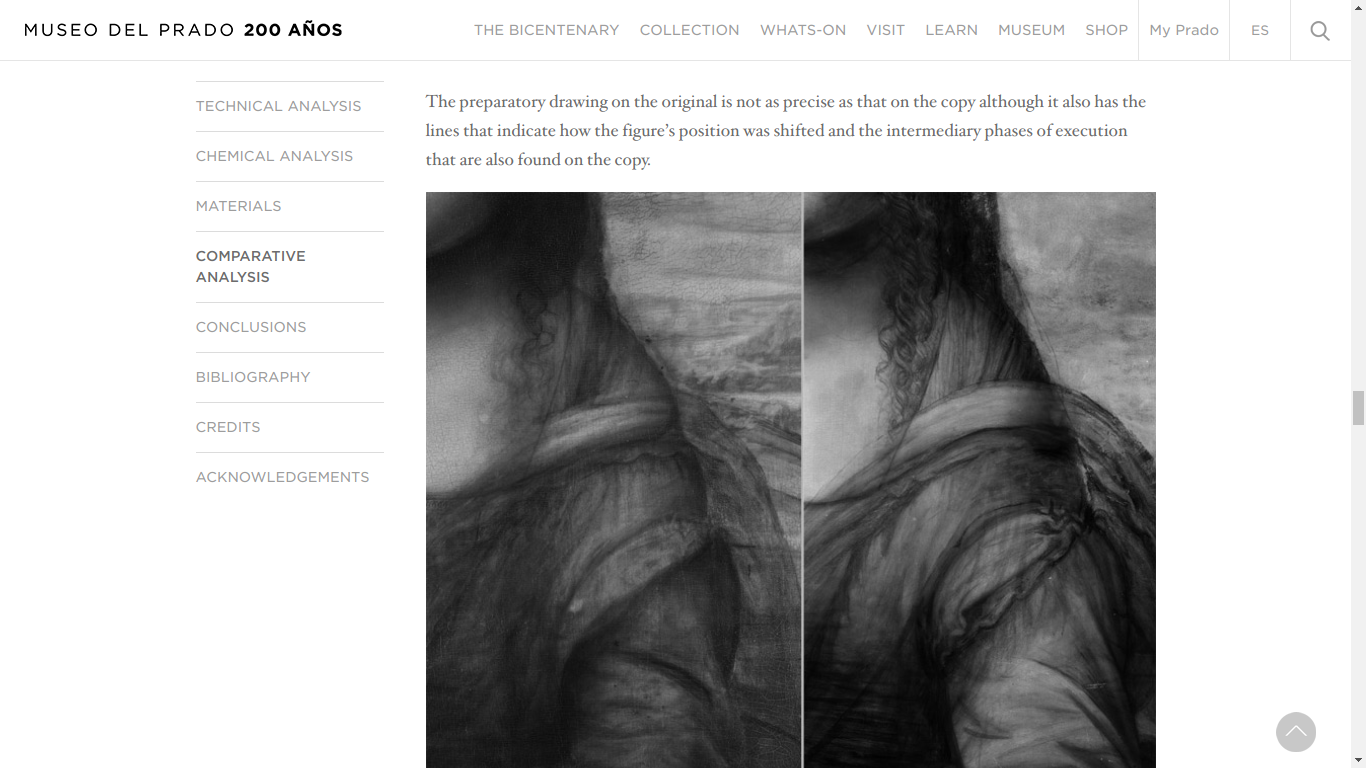 MUSEO DEL PRADO 200 AÑOS
THE BICENTENARY
COLLECTION
WHATS-ON
VISIT
LEARN
MUSEUM
SHOP
My Prado
ES
TECHNICAL ANALYSIS
CHEMICAL ANALYSIS
MATERIALS
COMPARATIVE
ANALYSIS
CONCLUSIONS
BIBLIOGRAPHY
CREDITS
ACKNOWLEDGEMENTS
The preparatory drawing on the original is not as precise as that on the copy although it also has the
lines that indicate how the figure’s position was shifted and the intermediary phases of execution
that are also found on the copy.